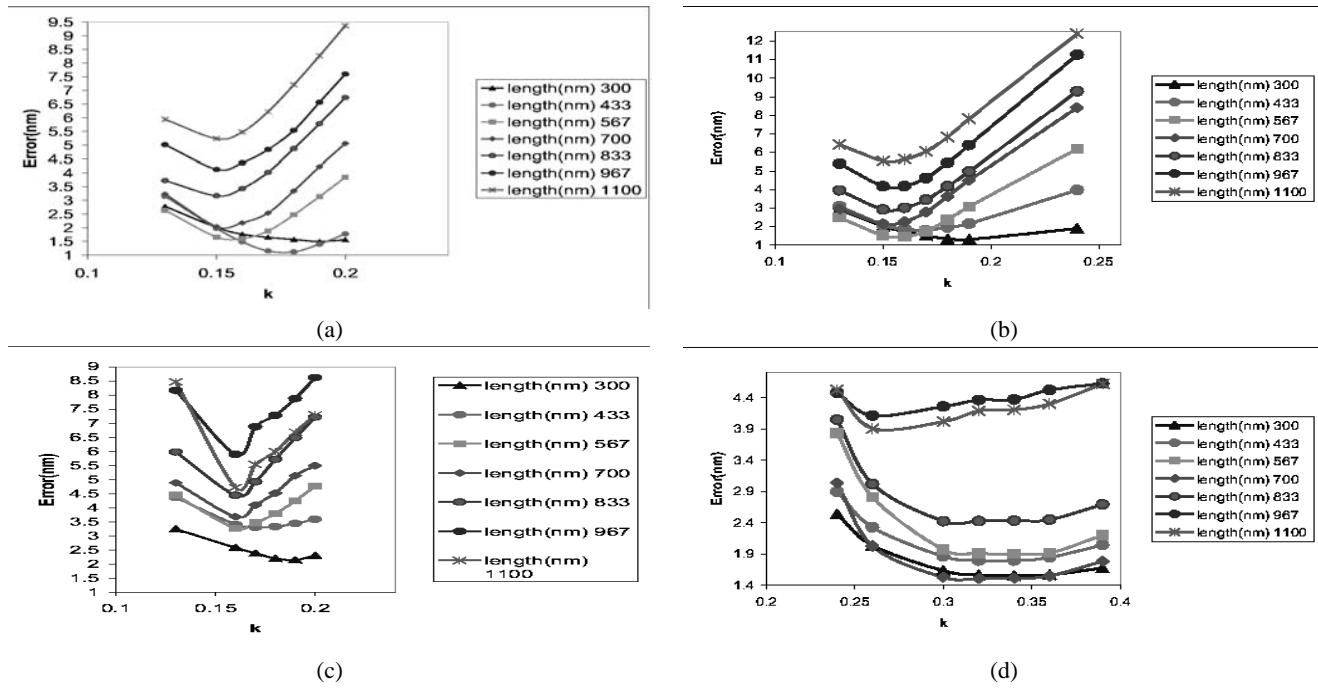 9.5
9
8.5
8
7.5
7
6.5
6
5.5
5
4.5
4
3.5
3
2.5
2
1.5
1
Error(nm)
0.1
0.15
0.2
k
length(nm) 300
length(nm) 433
length(nm) 567
length(nm) 700
length(nm) 833
length(nm) 967
length(nm) 1100
(a)
12
11
10
9
8
7
6
5
4
3
2
1
Error(nm)
0.1
0.15
0.2
0.25
k
length(nm) 300
length(nm) 433
length(nm) 567
length(nm) 700
length(nm) 833
length(nm) 967
length(nm) 1100
(b)
9
8.5
8
7.5
7
6.5
6
5.5
5
4.5
4
3.5
3
2.5
2
1.5
1
Error(nm)
0.1
0.15
0.2
k
length(nm) 300
length(nm) 433
length(nm) 567
length(nm) 700
length(nm) 833
length(nm) 967
length(nm)
1100
(c)
4.4
3.9
3.4
2.9
2.4
1.9
1.4
Error(nm)
0.2
0.25
0.3
0.35
0.4
k
length(nm) 300
length(nm) 433
length(nm) 567
length(nm) 700
length(nm) 833
length(nm) 967
length(nm) 1100
(d)